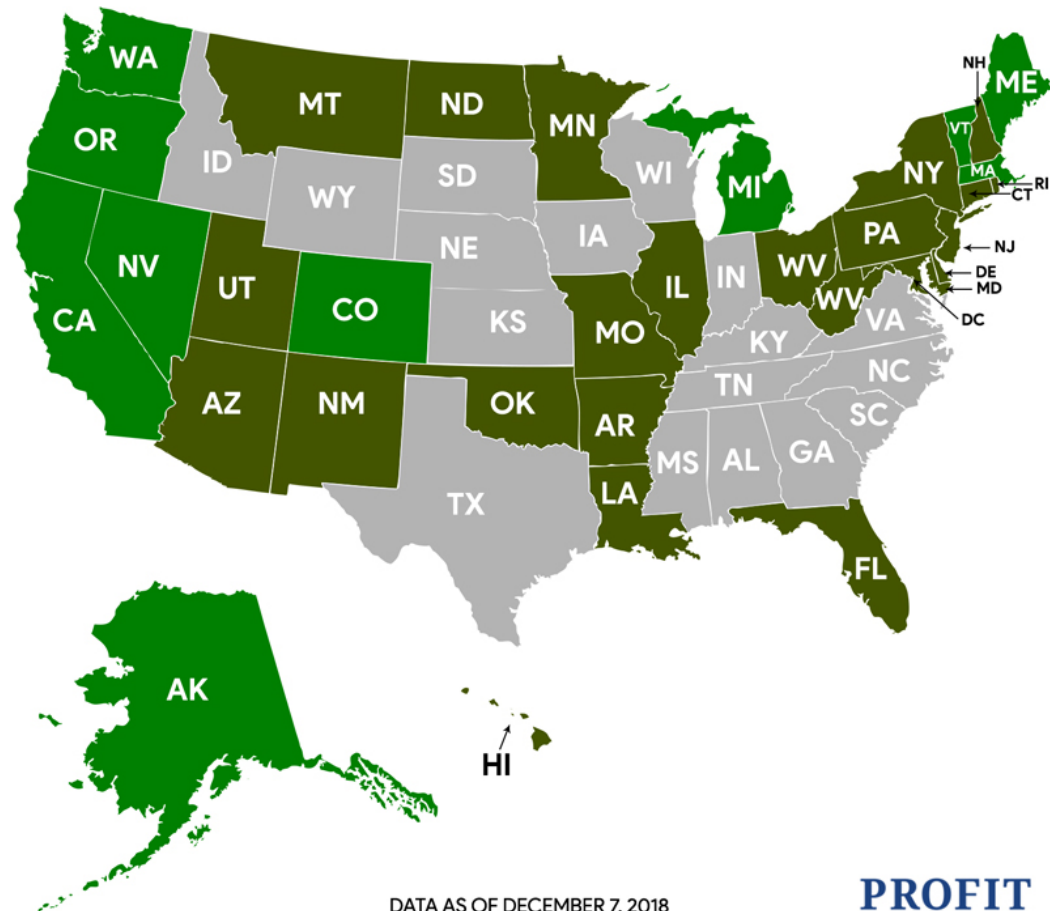 WA
MT
ND
MN
NH
ME
OR
ID
SD
WI
MI
VT
NY
MA
RI
CT
WY
NE
IA
PA
NJ
NV
UT
CO
IL
IN
WV
DE
MD
CA
KS
MO
WV
KY
VA
DC
AZ
NM
OK
TN
NC
AR
SC
MS
AL
GA
LA
TX
FL
AK
HI
DATA AS OF DECEMBER 7, 2018
PROFIT